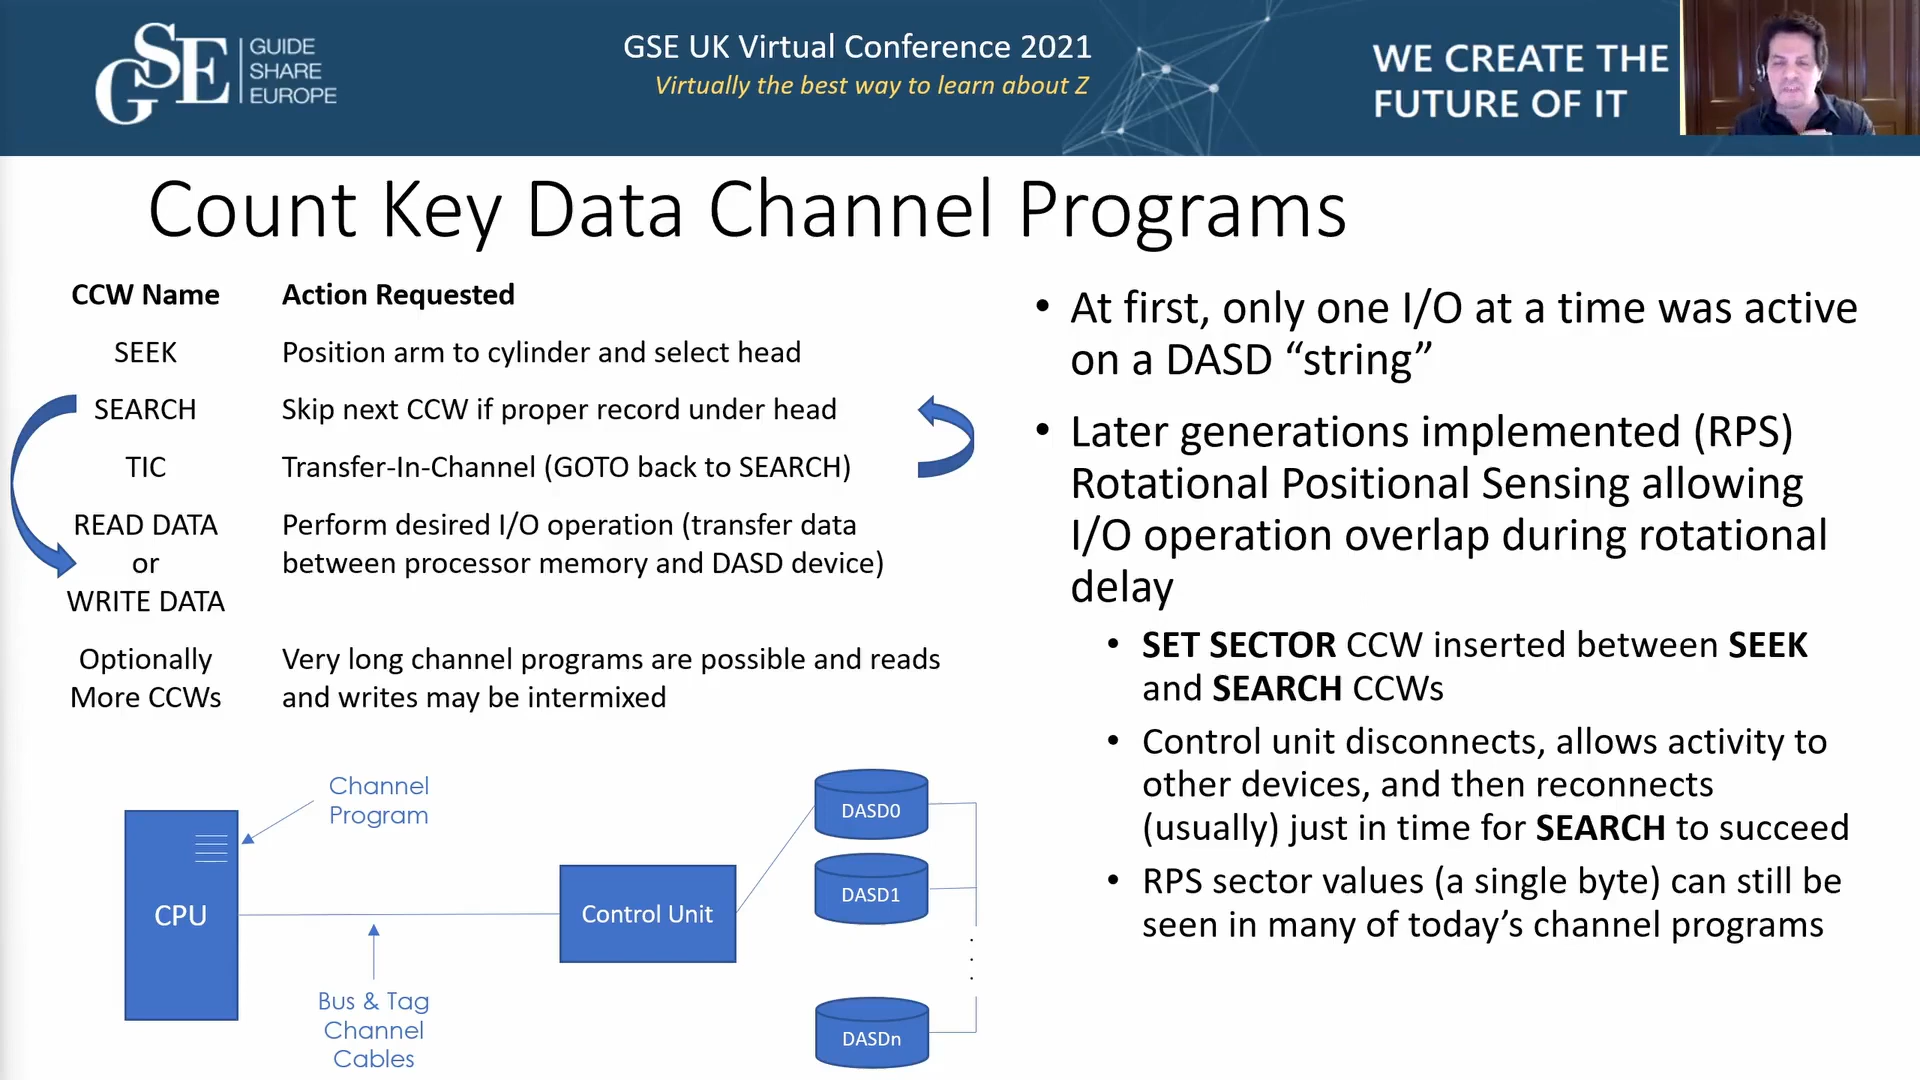 GSE
GUIDE
SHARE
EUROPE
GSE UK Virtual Conference 2021
Virtually the best way to learn about Z
WE CREATE THE
FUTURE OF IT
Count Key Data Channel Programs
CCW Name Action Requested
SEEK Position arm to cylinder and select head
SEARCH Skip next CCW if proper record under head
TIC Transfer-In-Channel (GOTO back to SEARCH)
READ DATA Perform desired I/O operation (transfer data
or between processor memory and DASD device)
WRITE DATA
Optionally Very long channel programs are possible and reads
More CCWs and writes may be intermixed
• At first, only one I/O at a time was active
on a DASD “string”
• Later generations implemented (RPS)
Rotational Positional Sensing allowing
I/O operation overlap during rotational
delay
• SET SECTOR CCW inserted between SEEK
and SEARCH CCWs
• Control unit disconnects, allows activity to
other devices, and then reconnects
(usually) just in time for SEARCH to succeed
• RPS sector values (a single byte) can still be
seen in many of today’s channel programs
Channel
Program
CPU
Bus & Tag
Channel
Cables
Control Unit
DASD0
DASD1
DASDn